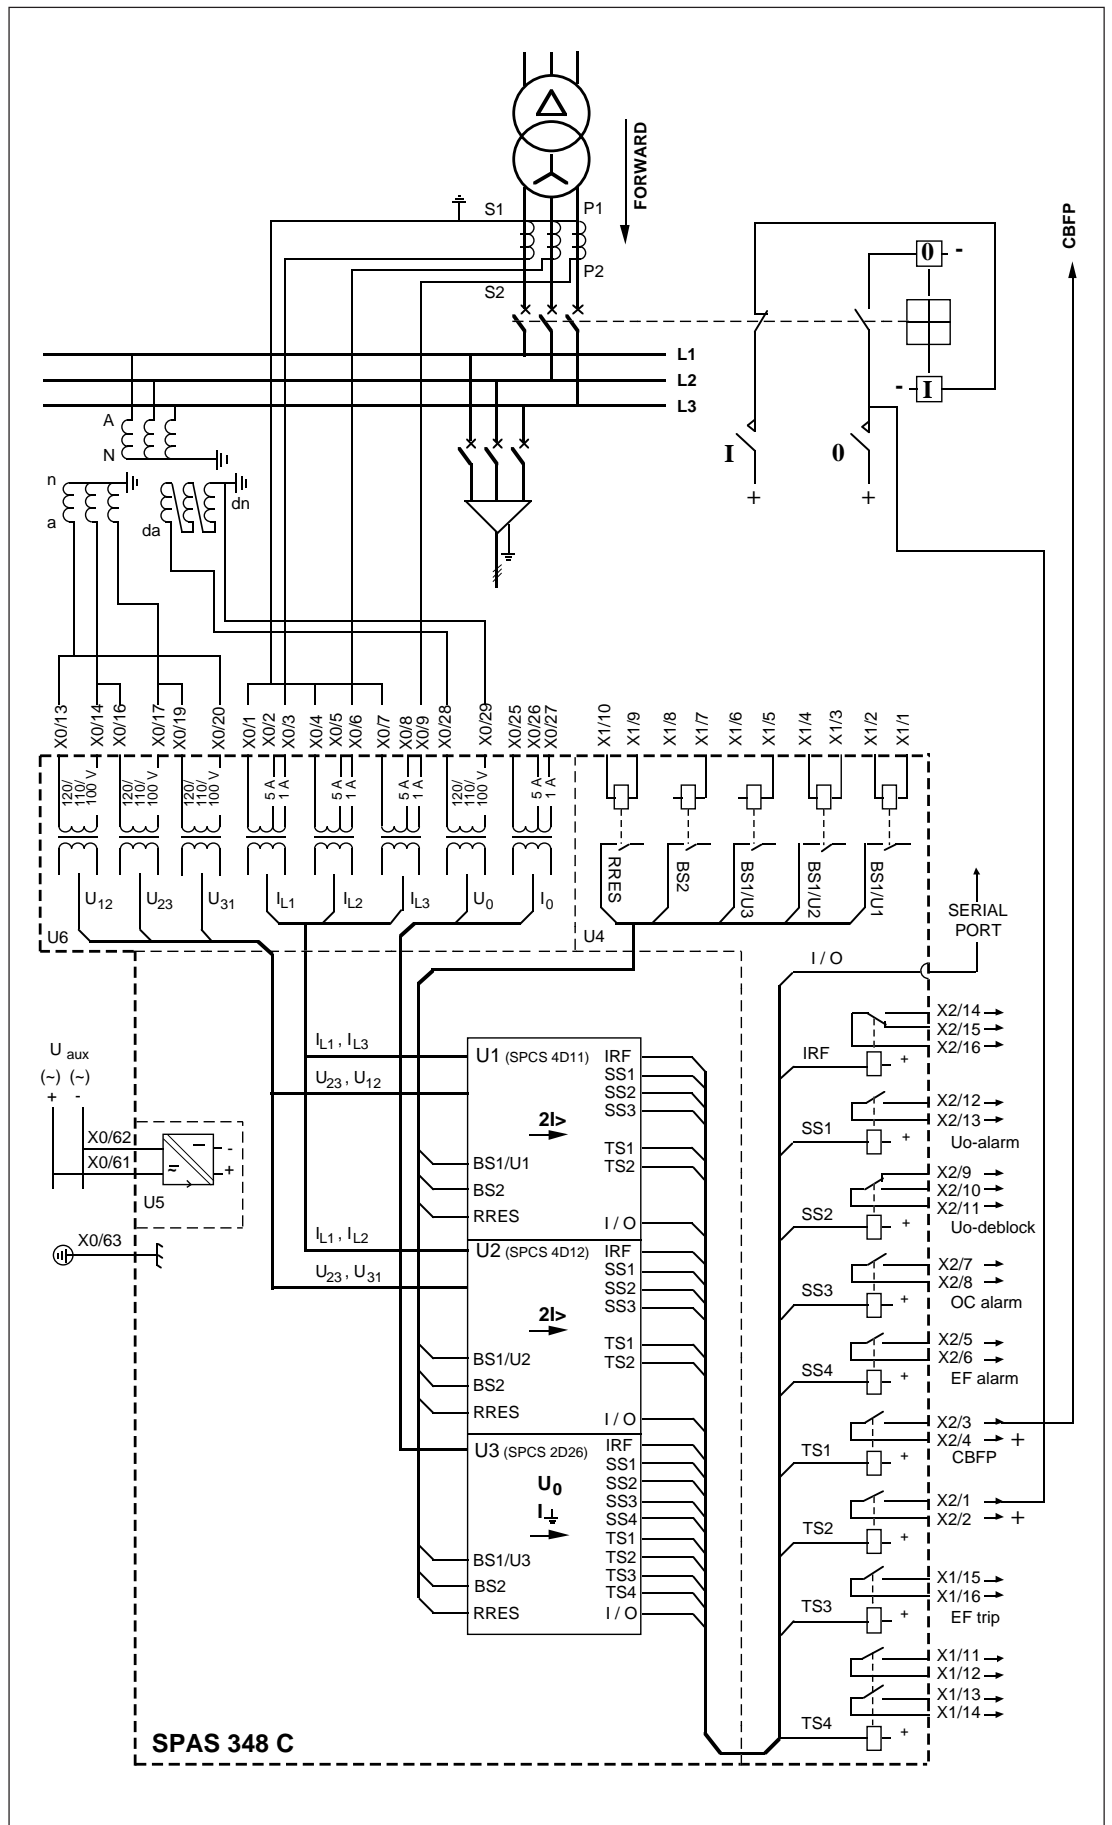 S1
P1
FORWARD
CBFP
0 -
P2
S2
L1
L2
L3
- I
A
N
I
0
+
+
n
a
dn
da
X0/13
X0/14
X0/16
X0/17
X0/19
X0/20
X0/1
X0/2
X0/3
X0/4
X0/5
X0/6
X0/7
X0/8
X0/9
X0/28
X0/29
X0/25
X0/26
X0/27
X1/10
X1/9
X1/8
X1/7
X1/6
X1/5
X1/4
X1/3
X1/2
X1/1
120/
110/
100 V
120/
110/
100 V
120/
110/
100 V
5 A
1 A
5 A
1 A
5 A
1 A
120/
110/
100 V
5 A
1 A
RRES
BS2
BS1/U3
BS1/U2
BS1/U1
U12
U23
U31
IL1
IL2
IL3
U0
I0
U6
U4
SERIAL
PORT
I / O
U aux
(~) (~)
+ -
X0/62
X0/61
- 
+
U5
X0/63
IL1 , IL3
U23 , U12
U1 (SPCS 4D11)
2I>
BS1/U1
BS2
RRES
IRF
SS1
SS2
SS3
TS1
TS2
I / O
IL1 , IL2
U23 , U31
U2 (SPCS 4D12)
2I>
BS1/U2
BS2
RRES
IRF
SS1
SS2
SS3
TS1
TS2
I / O
U3 (SPCS 2D26)
U0
I
BS1/U3
BS2
RRES
IRF
SS1
SS2
SS3
SS4
TS1
TS2
TS3
TS4
I / O
X2/14
X2/15
X2/16
IRF
+
X2/12
X2/13
SS1
+
Uo-alarm
X2/9
X2/10
X2/11
SS2
+
Uo-deblock
X2/7
X2/8
SS3
+
OC alarm
X2/5
X2/6
SS4
+
EF alarm
X2/3
X2/4 +
TS1
+
CBFP
X2/1
X2/2 +
TS2
+
X1/15
X1/16
TS3
+
EF trip
X1/11
X1/12
X1/13
X1/14
TS4
+
SPAS 348 C